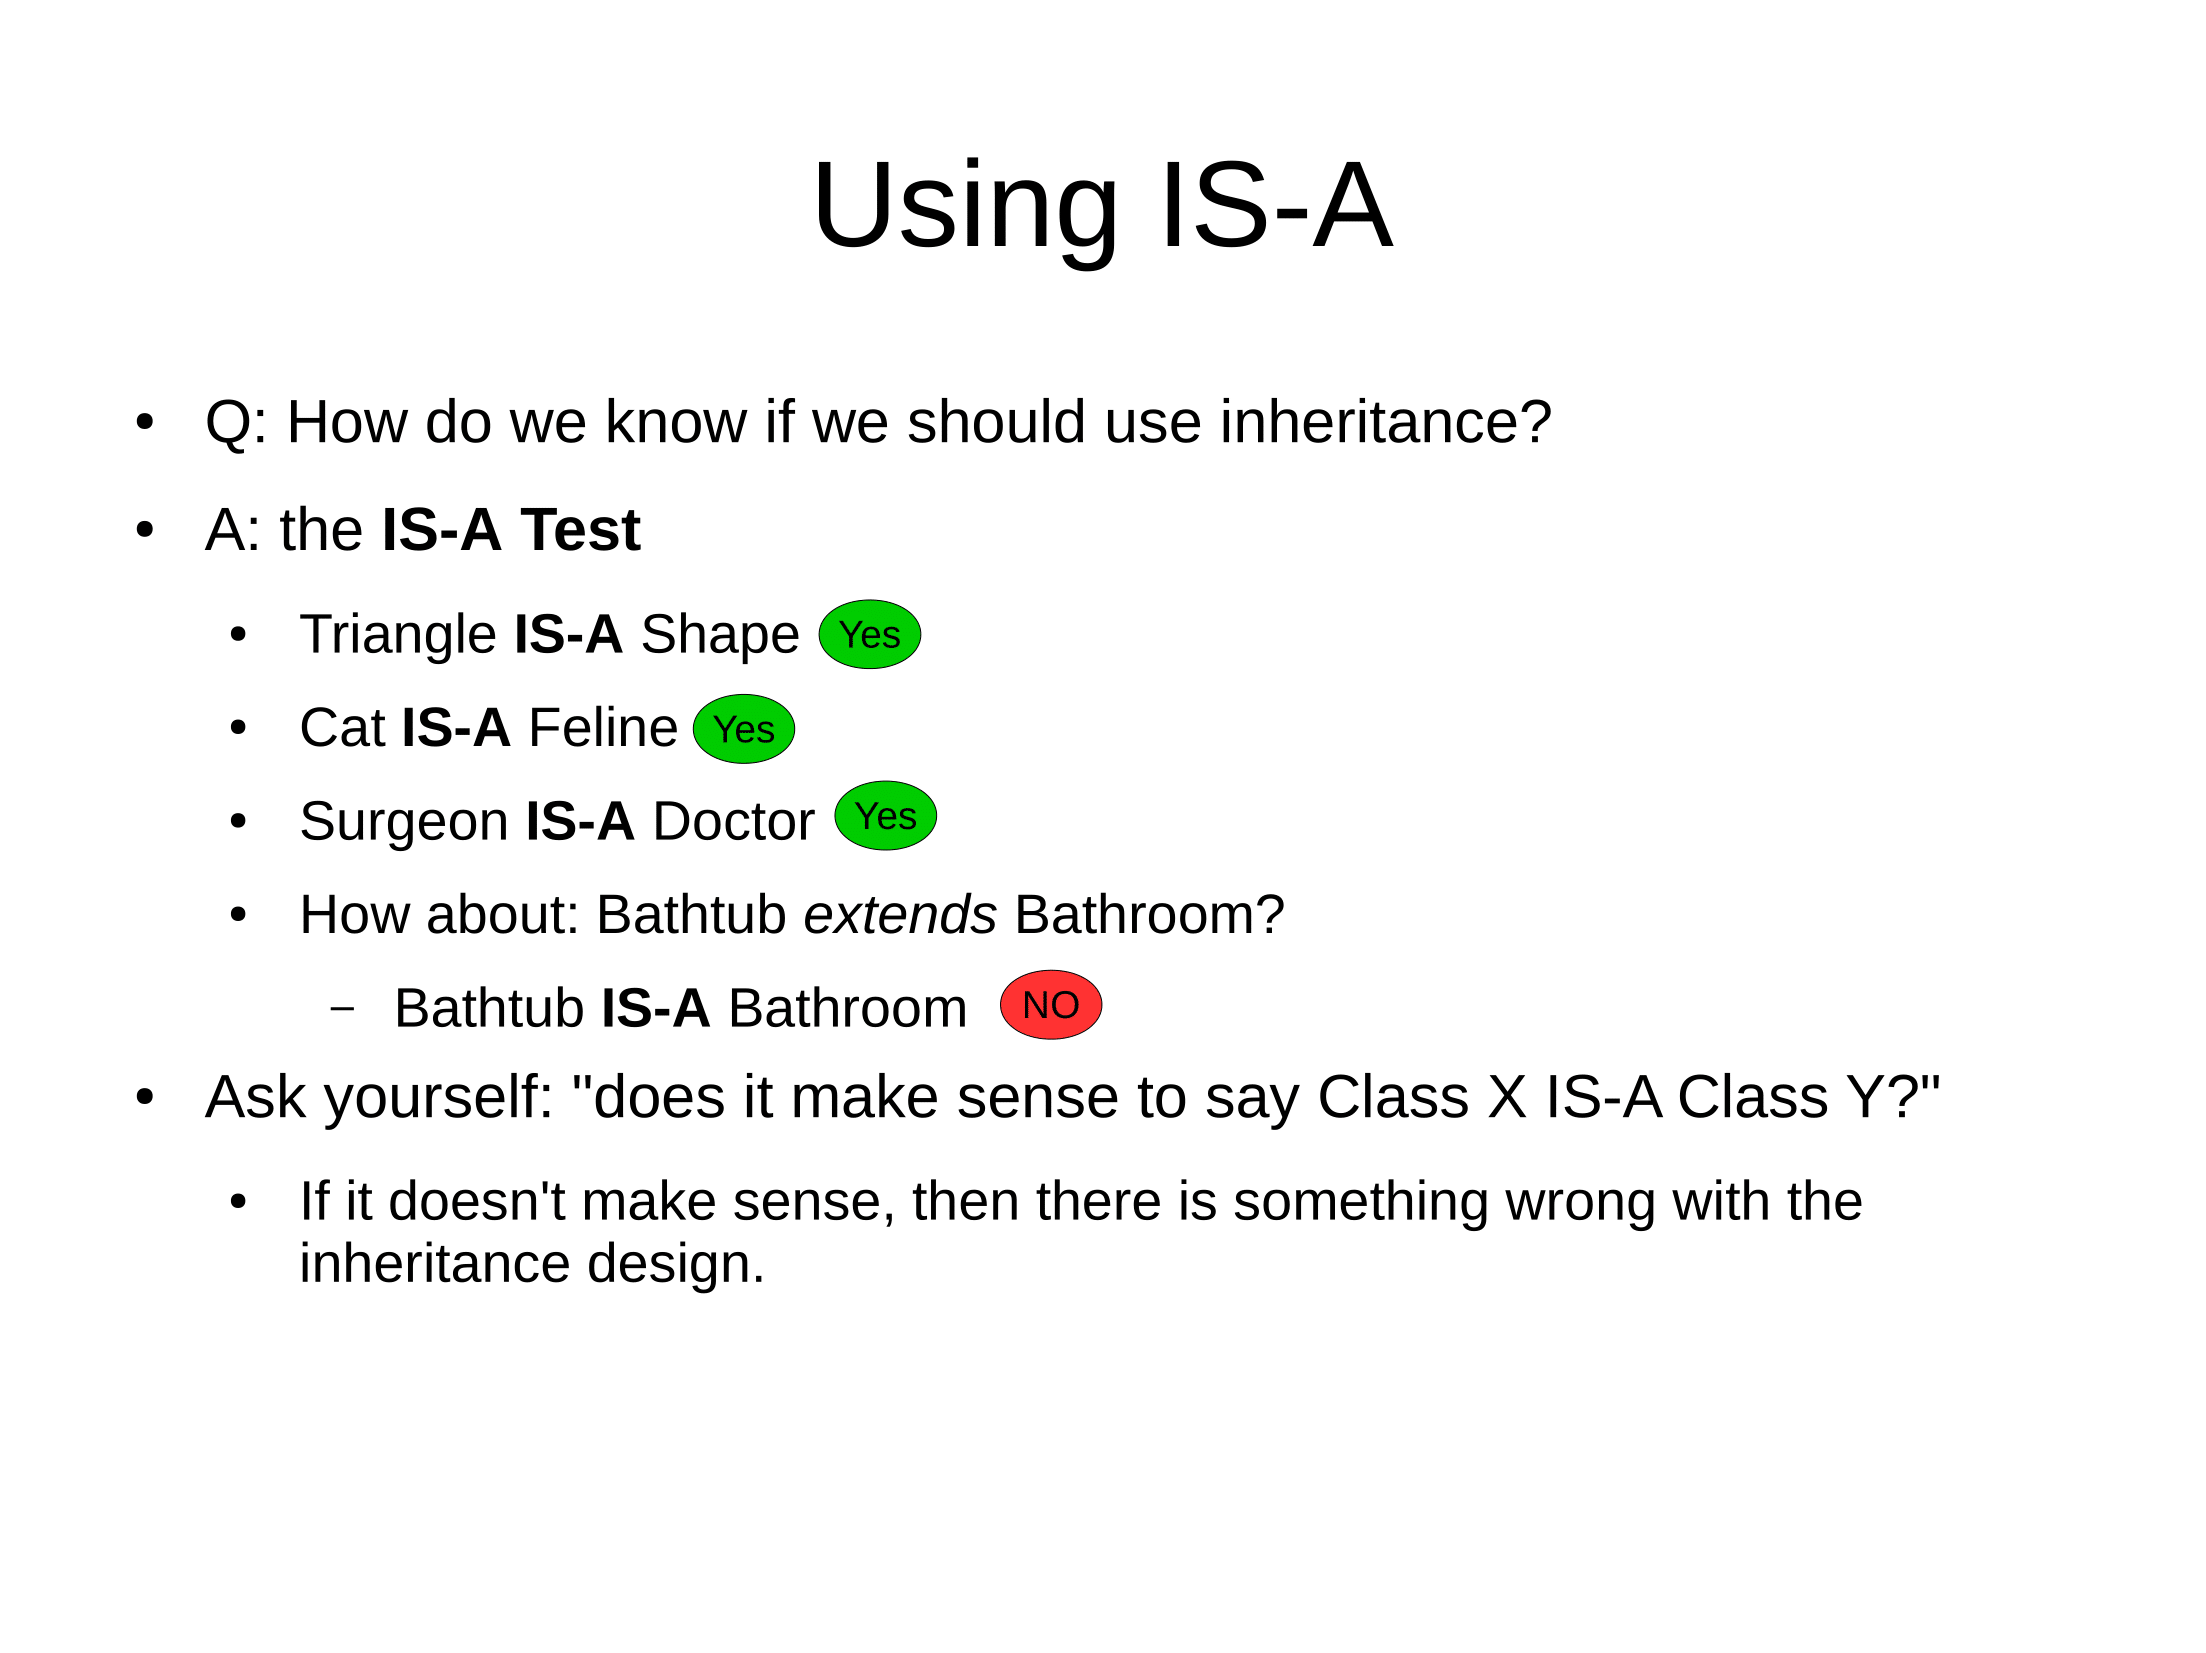 Using IS-A
• Q: How do we know if we should use inheritance?
• A: the IS-A Test
• Triangle IS-A Shape Yes
• Cat IS-A Feline Yes
• Surgeon IS-A Doctor Yes
• How about: Bathtub extends Bathroom?
– Bathtub IS-A Bathroom NO
• Ask yourself: "does it make sense to say Class X IS-A Class Y?"
• If it doesn't make sense, then there is something wrong with the
inheritance design.